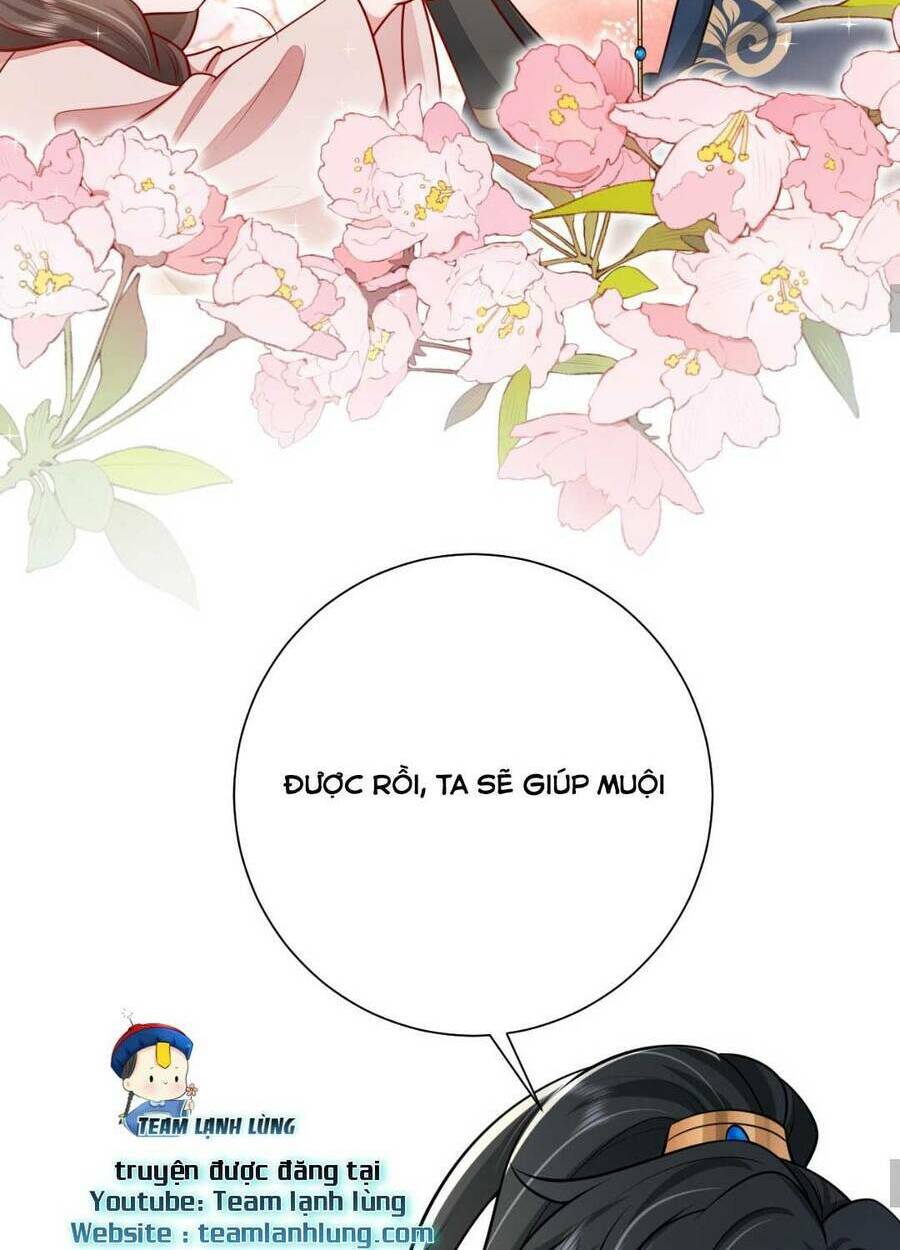 ĐƯỢC RỒI, TA SẼ GIÚP MUỘI
TEAM LẠNH LÙNG
truyện được đăng tại
Youtube: Team lạnh lùng
Website : teamlanhlung.com